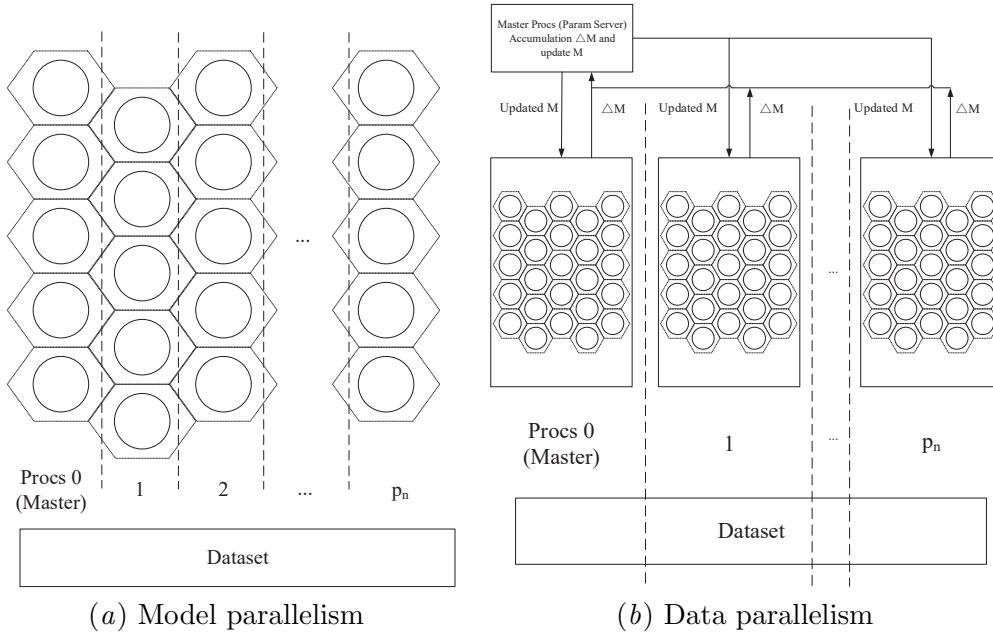 ...
Procs 0
(Master)
1
2
...
pn
Dataset
(a) Model parallelism
Master Procs (Param Server)
Accumulation △M and
update M
Updated M
△M
Updated M
△M
Updated M
△M
...
Procs 0
(Master)
1
...
pn
Dataset
(b) Data parallelism